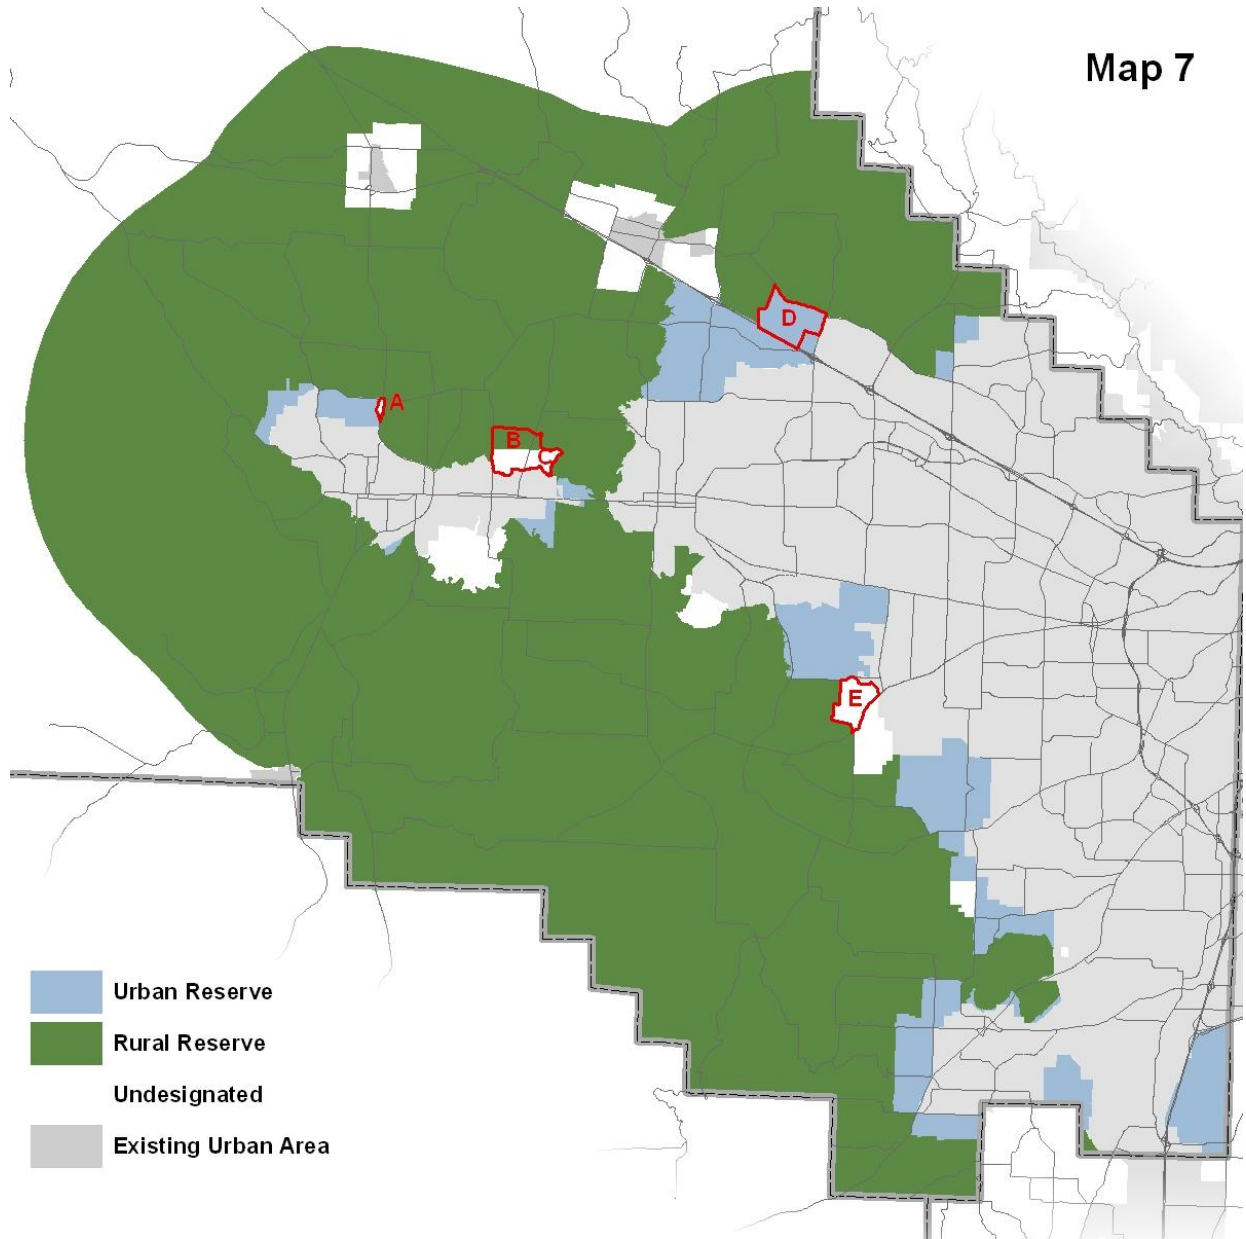 Map 7
D
A
B
C
E
Urban Reserve
Rural Reserve
Undesignated
Existing Urban Area